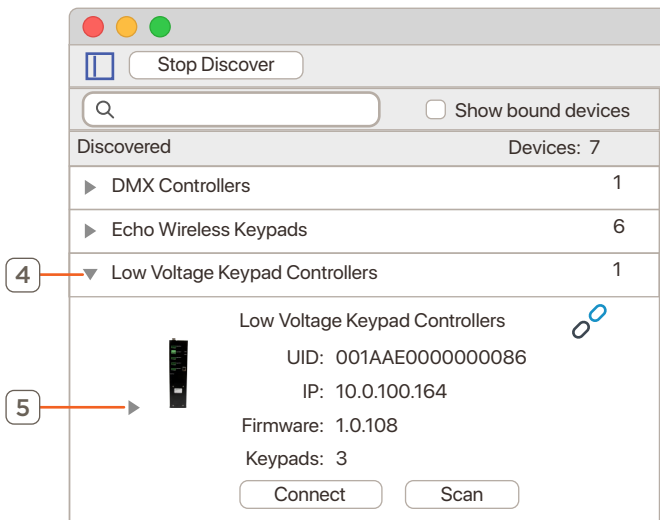 Stop Discover
Show bound devices
Discovered Devices: 7
DMX Controllers 1
Echo Wireless Keypads 6
4 Low Voltage Keypad Controllers 1
Low Voltage Keypad Controllers
UID: 001AAE0000000086
IP: 10.0.100.164
5
Firmware: 1.0.108
Keypads: 3
Connect Scan